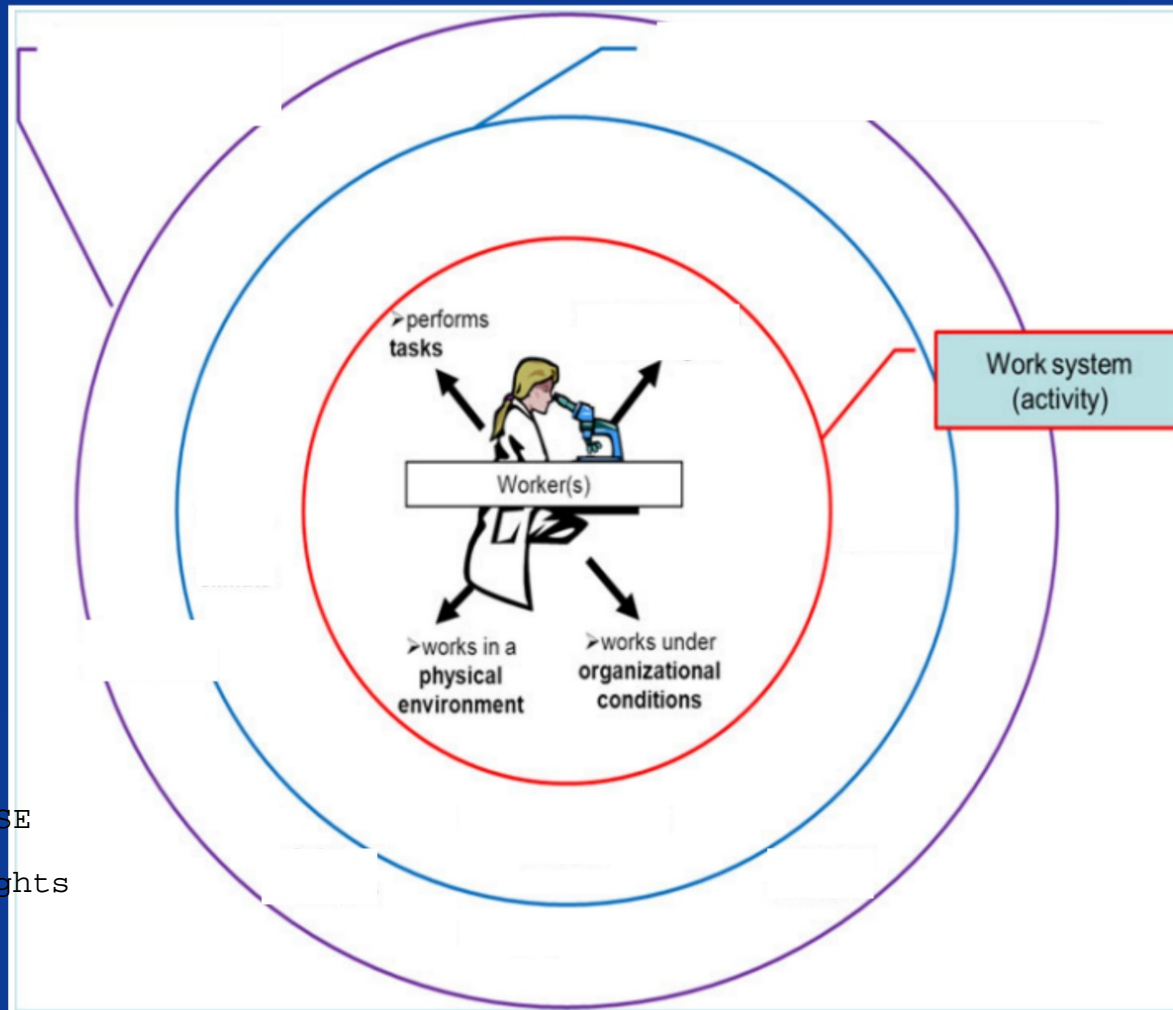 ➢performs
tasks
Work system
(activity)
Worker(s)
➢works in a
physical
environment
➢works under
organizational
conditions